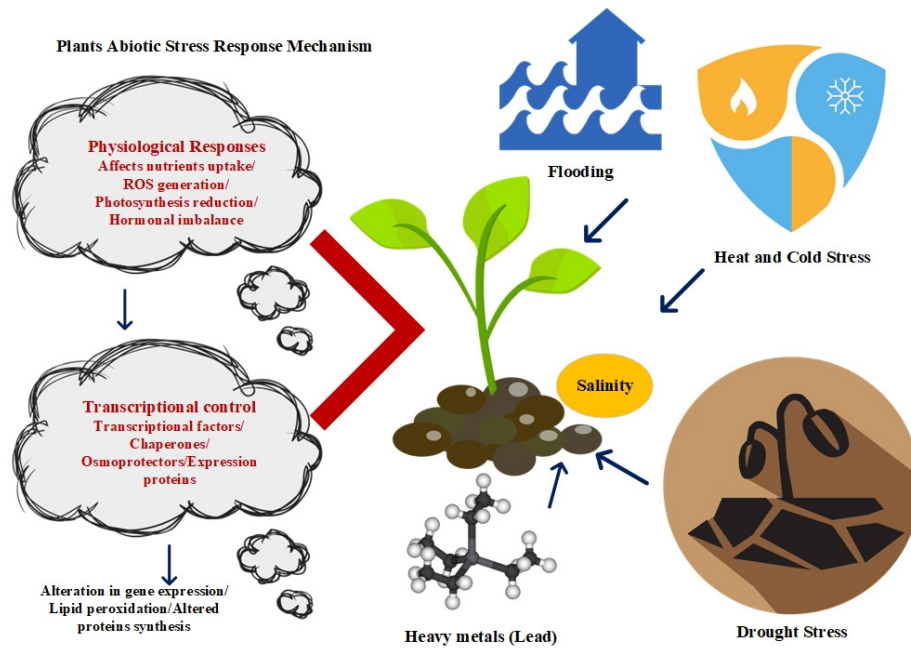 Plants Abiotic Stress Response Mechanism
Physiological Responses
Affects nutrients uptake/
ROS generation/
Photosynthesis reduction/
Hormonal imbalance
Transcriptional control
Transcriptional factors/
Chaperones/
Osmoprotectors/Expression
proteins
Alteration in gene expression/
Lipid peroxidation/Altered
proteins synthesis
Flooding
Heat and Cold Stress
Salinity
Heavy metals (Lead)
Drought Stress